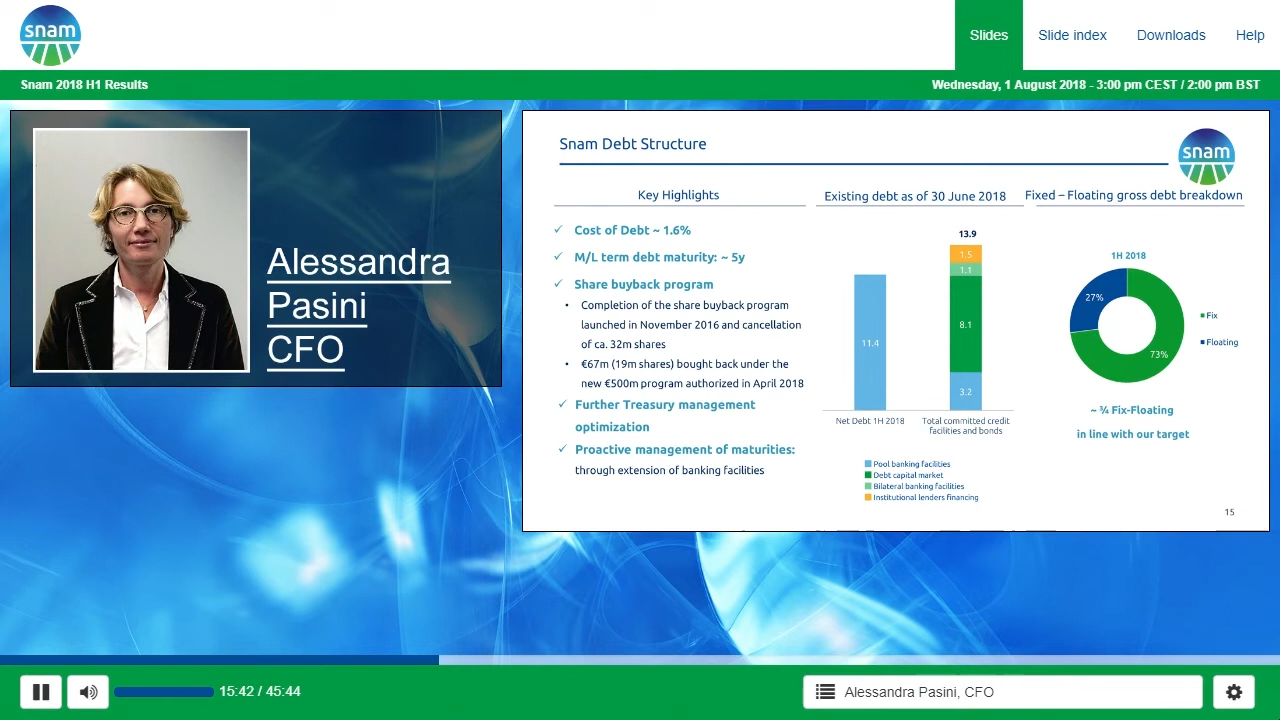 snam
Slides
Slide index
Downloads
Help
Snam 2018 H1 Results
Wednesday, 1 August 2018 - 3:00 pm CEST / 2:00 pm BST
Alessandra
Pasini
CFO
Snam Debt Structure
snam
Key Highlights
✓ Cost of Debt ~ 1.6%
✓ M/L term debt maturity: ~ 5y
✓ Share buyback program
• Completion of the share buyback program
launched in November 2016 and cancellation
of ca. 32m shares
• €67m (19m shares) bought back under the
new €500m program authorized in April 2018
✓ Further Treasury management
optimization
✓ Proactive management of maturities:
through extension of banking facilities
Existing debt as of 30 June 2018
13.9
1.5
1.1
11.4
8.1
3.2
Net Debt 1H 2018
Total committed credit
facilities and bonds
Pool banking facilities
Debt capital market
Bilateral banking facilities
Institutional lenders financing
Fixed – Floating gross debt breakdown
1H 2018
27%
73%
Fix
Floating
~ ¾ Fix-Floating
in line with our target
15
15:42 / 45:44
Alessandra Pasini, CFO